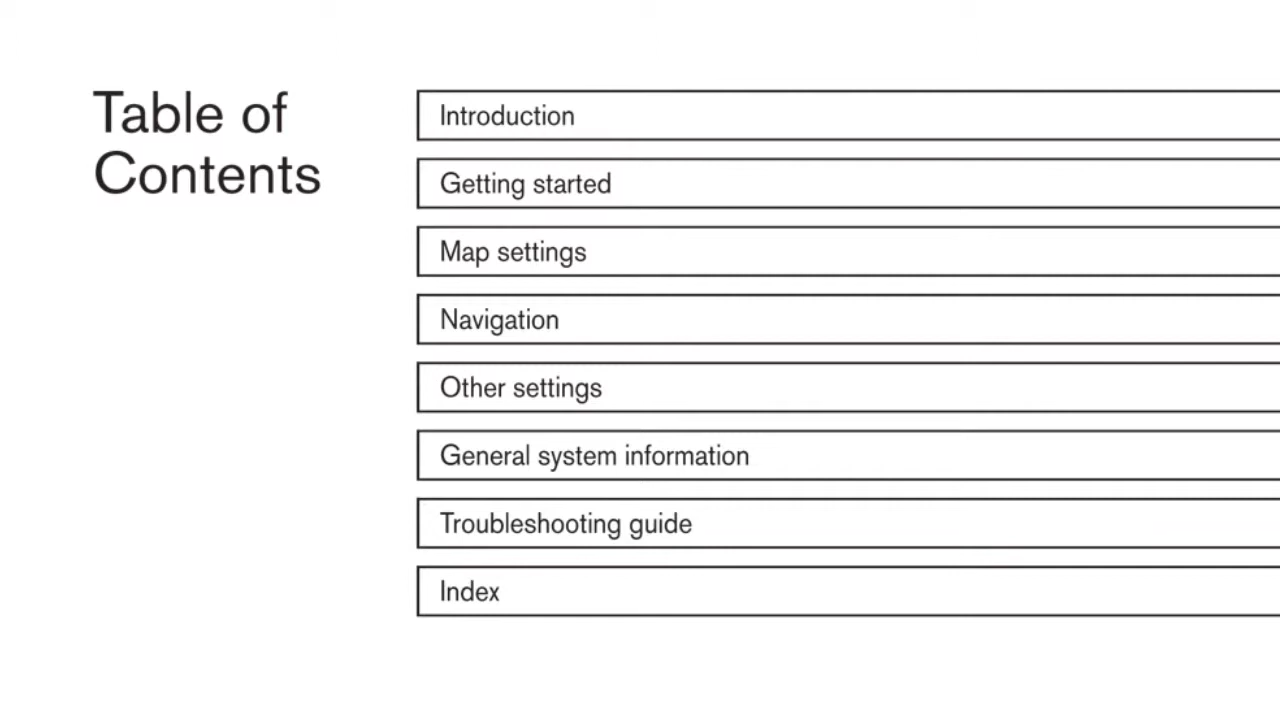 Table of
Contents
Introduction
Getting started
Map settings
Navigation
Other settings
General system information
Troubleshooting guide
Index